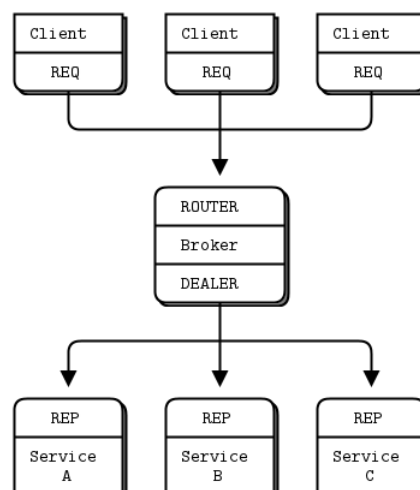 Client
Client
Client
REQ
REQ
REQ
ROUTER
Broker
DEALER
REP
REP
REP
Service
Service
Service
A
B
C